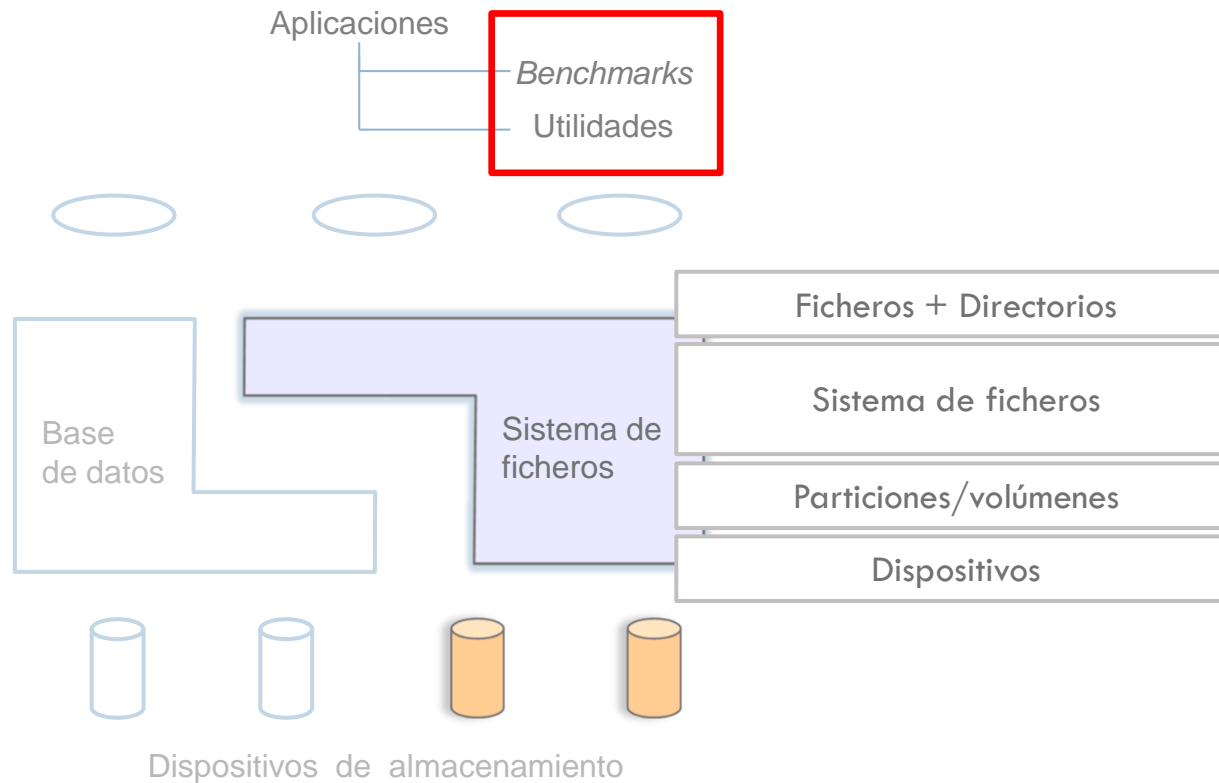 Aplicaciones
Benchmarks
Utilidades
Ficheros + Directorios
Sistema de ficheros
Base
de datos
Sistema de
ficheros
Particiones/volúmenes
Dispositivos
Dispositivos de almacenamiento